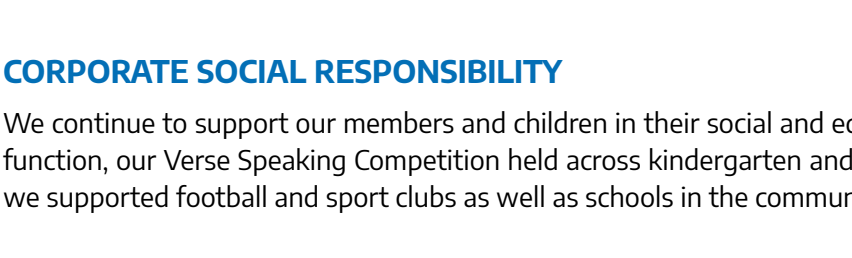 CORPORATE SOCIAL RESPONSIBILITY
We continue to support our members and children in their social and
function, our Verse Speaking Competition held across kindergarten and
we supported football and sport clubs as well as schools in the